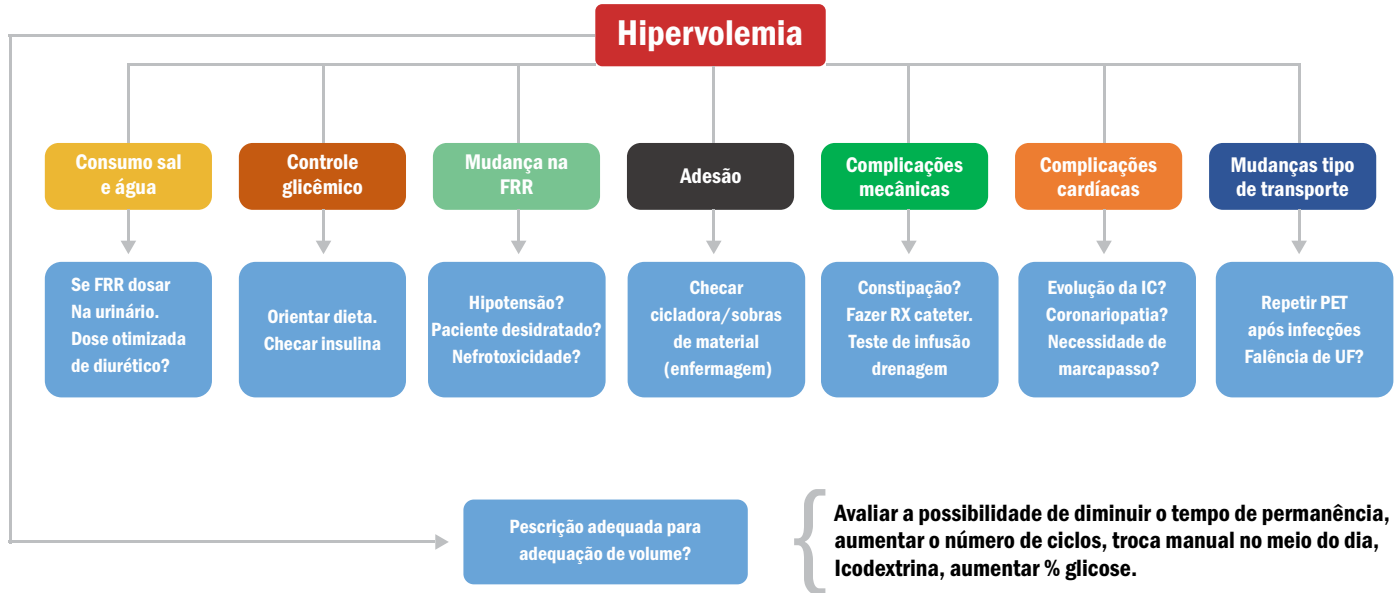 Hipervolemia
Consumo sal
e água
Controle
glicêmico
Mudança na
FRR
Adesão
Complicações
mecânicas
Complicações
cardíacas
Mudanças tipo
de transporte
Se FRR dosar
Na urinário.
Dose otimizada
de diurético?
Orientar dieta.
Checar insulina
Hipotensão?
Paciente desidratado?
Nefrotoxicidade?
Checar
cicladora/sobras
de material
(enfermagem)
Constipação?
Fazer RX cateter.
Teste de infusão
drenagem
Evolução da IC?
Coronariopatia?
Necessidade de
marcapasso?
Repetir PET
após infecções
Falência de UF?
Pescrição adequada para
adequação de volume?
Avaliar a possibilidade de diminuir o tempo de permanência,
aumentar o número de ciclos, troca manual no meio do dia,
Icodextrina, aumentar % glicose.